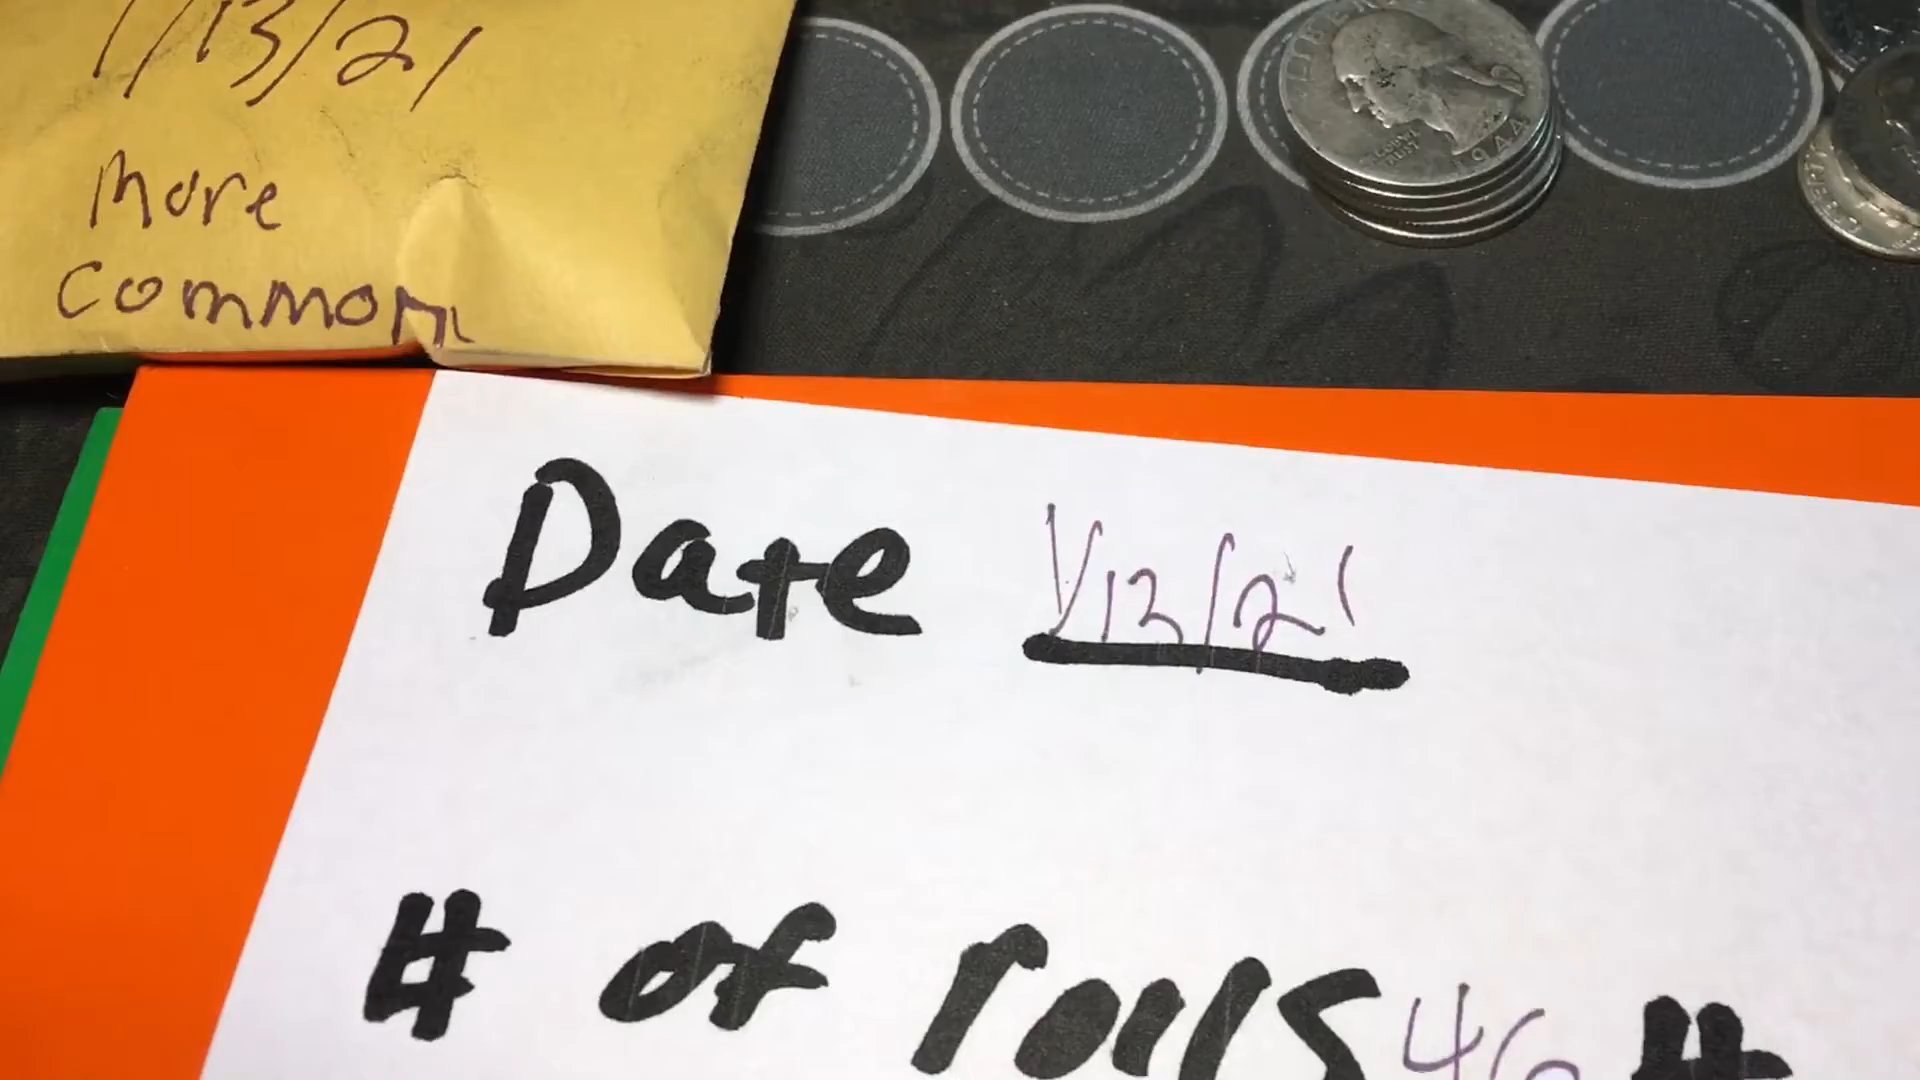 1/13/21
More
Common
LIBERTY
IN GOD WE TRUST
1944
Date 1/13/21
# of rolls 46 #